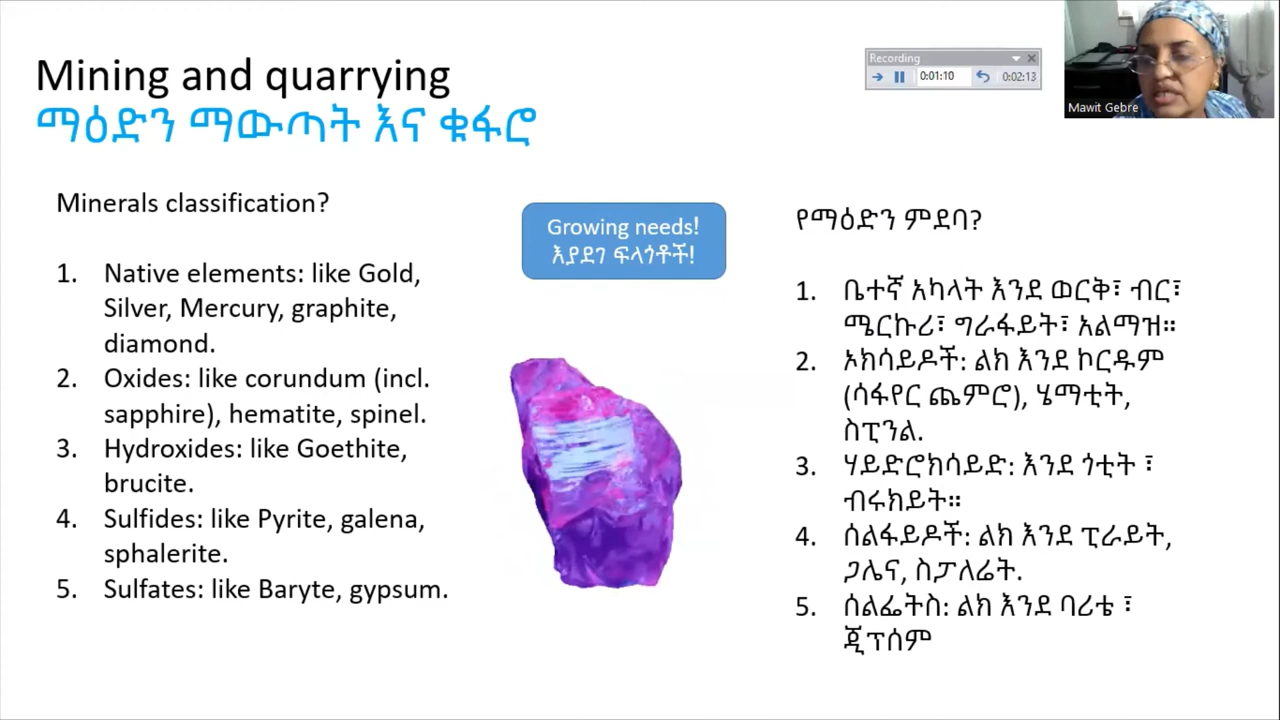 Mining and quarrying
ማዕድን ማውጣት እና ቁፋሮ
Recording
0:01:10
0:02:13
Mawit Gebre
Minerals classification?
1. Native elements: like Gold,
Silver, Mercury, graphite,
diamond.
2. Oxides: like corundum (incl.
sapphire), hematite, spinel.
3. Hydroxides: like Goethite,
brucite.
4. Sulfides: like Pyrite, galena,
sphalerite.
5. Sulfates: like Baryte, gypsum.
Growing needs!
እያደገ ፍላጎቶች!
የማዕድን ምደባ?
1. ቤተኛ አካላት እንደ ወርቅ፣ ብር፣
ሜርኩሪ፣ ግራፋይት፣ አልማዝ።
2. ኦክሳይዶች: ልክ እንደ ኮርዱም
(ሳፋየር ጨምሮ), ሄማቲት,
ስፒንል.
3. ሃይድሮክሳይድ: እንደ ጎቲት ፣
ብሩክይት።
4. ሰልፋይዶች: ልክ እንደ ፒራይት,
ጋሌና, ስፓለሬት.
5. ሰልፌትስ: ልክ እንደ ባሪቴ ፣
ጂፕሰም